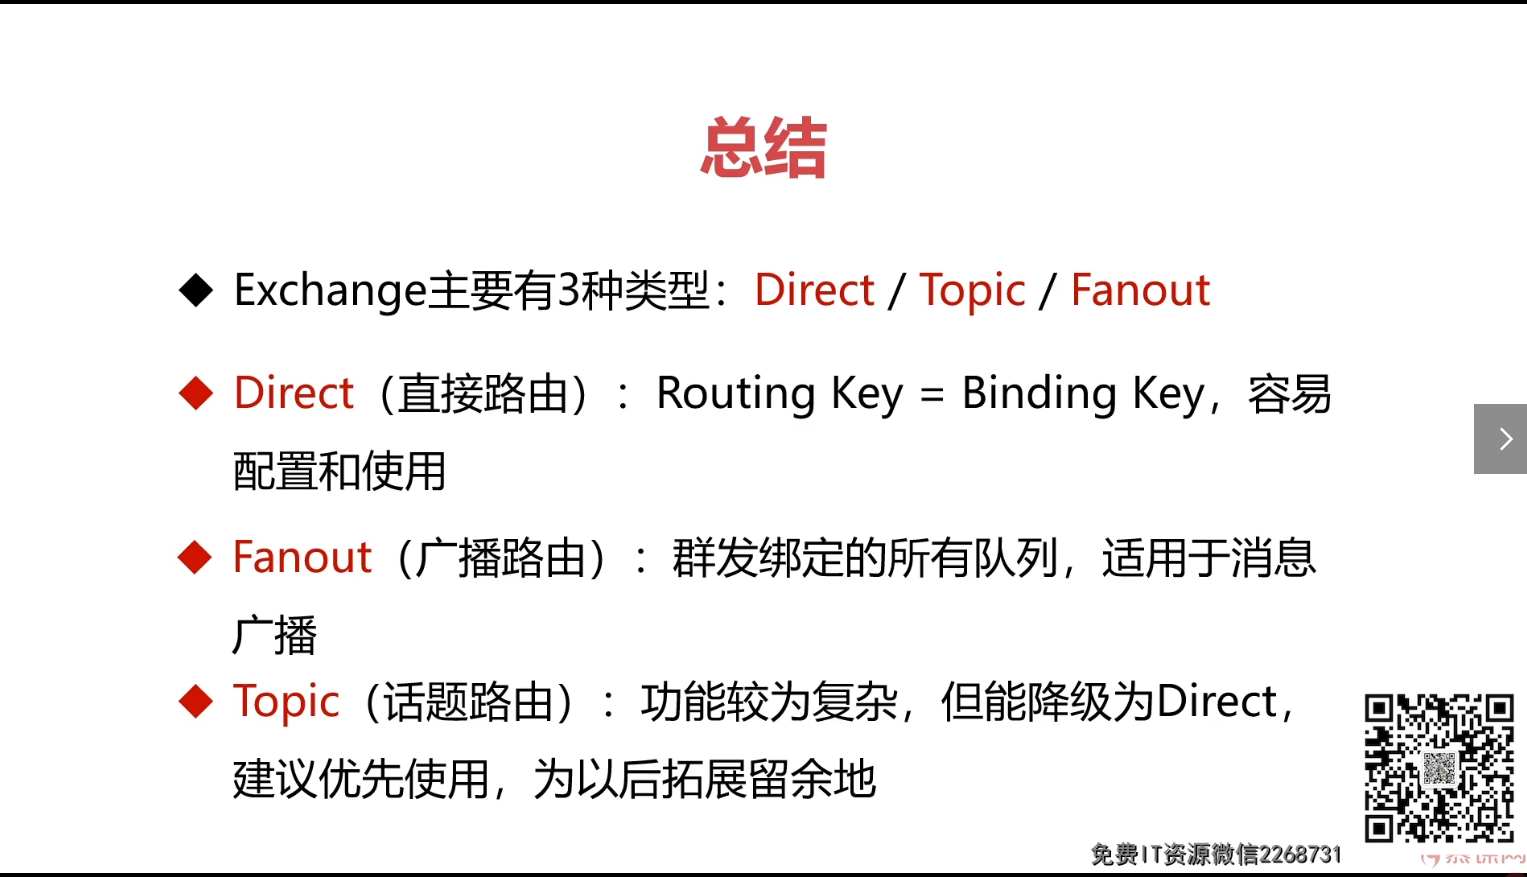 总结
Exchange主要有3种类型：Direct / Topic / Fanout
Direct（直接路由）：Routing Key = Binding Key，容易
配置和使用
Fanout（广播路由）：群发绑定的所有队列，适用于消息
广播
Topic（话题路由）：功能较为复杂，但能降级为Direct，
建议优先使用，为以后拓展留余地
免费IT资源微信2268731